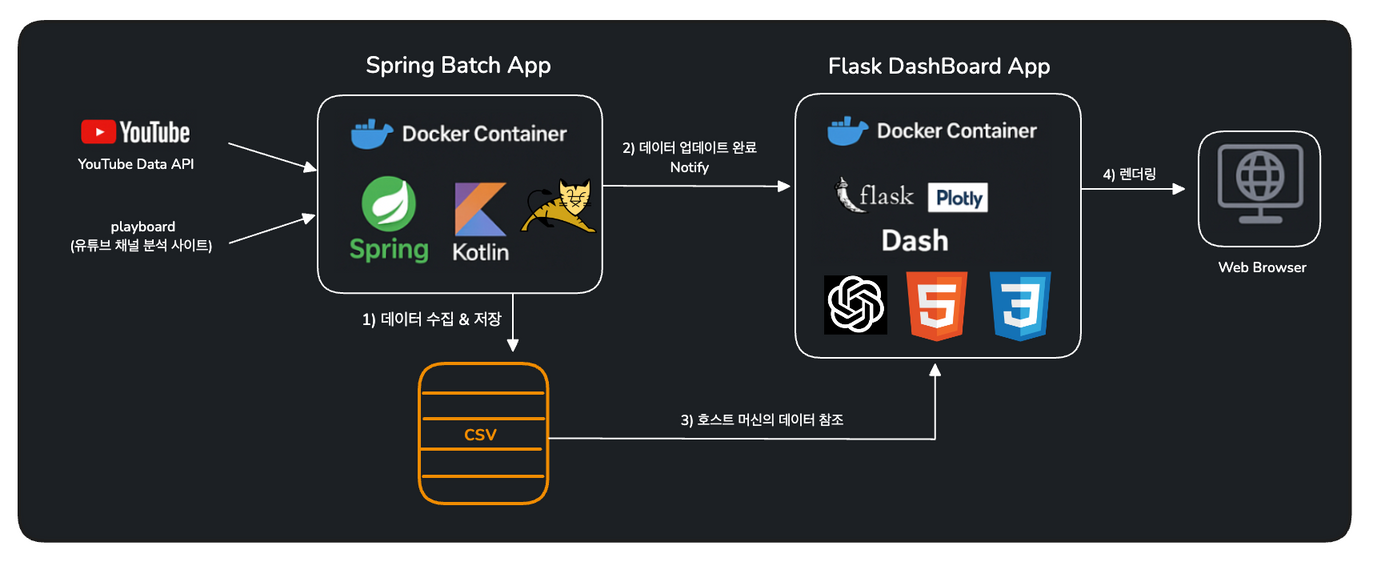 Spring Batch App
Flask DashBoard App
YouTube
YouTube Data API
playboard
(유튜브 채널 분석 사이트)
Docker Container
Spring
Kotlin
1) 데이터 수집 & 저장
CSV
2) 데이터 업데이트 완료
Notify
3) 호스트 머신의 데이터 참조
Docker Container
flask
Plotly
Dash
5
3
4) 렌더링
Web Browser